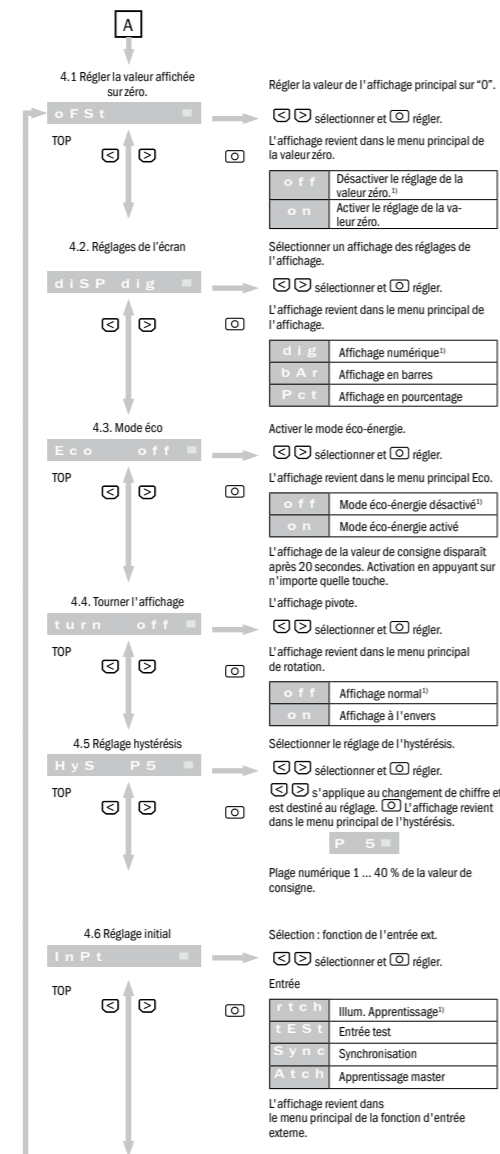 A
4.1 Régler la valeur affichée
sur zéro.
oFSt
TOP
Régler la valeur de l'affichage principal sur “0”.
< > sélectionner et O régler.
L'affichage revient dans le menu principal de
la valeur zéro.
off Désactiver le réglage de la
valeur zéro.¹⁾
on Activer le réglage de la va-
leur zéro.
4.2. Réglages de l’écran
diSP dig
Sélectionner un affichage des réglages de
l'affichage.
< > sélectionner et O régler.
L'affichage revient dans le menu principal de
l'affichage.
dig Affichage numérique¹⁾
bAr Affichage en barres
Pct Affichage en pourcentage
4.3. Mode éco
Eco off
TOP
Activer le mode éco-énergie.
< > sélectionner et O régler.
L'affichage revient dans le menu principal Eco.
off Mode éco-énergie désactivé¹⁾
on Mode éco-énergie activé
L'affichage de la valeur de consigne disparaît
après 20 secondes. Activation en appuyant sur
n'importe quelle touche.
4.4. Tourner l'affichage
turn off
TOP
L'affichage pivote.
< > sélectionner et O régler.
L'affichage revient dans le menu principal
de rotation.
off Affichage normal¹⁾
on Affichage à l'envers
4.5 Réglage hystérésis
HyS P5
TOP
Sélectionner le réglage de l'hystérésis.
< > sélectionner et O régler.
< > s'applique au changement de chiffre et
est destiné au réglage. O L'affichage revient
dans le menu principal de l'hystérésis.
P 5
Plage numérique 1 ... 40 % de la valeur de
consigne.
4.6 Réglage initial
InPt
TOP
Sélection : fonction de l'entrée ext.
< > sélectionner et O régler.
Entrée
rtch Illum. Apprentissage¹⁾
tESt Entrée test
Sync Synchronisation
Atch Apprentissage master
L'affichage revient dans
le menu principal de la fonction d'entrée
externe.